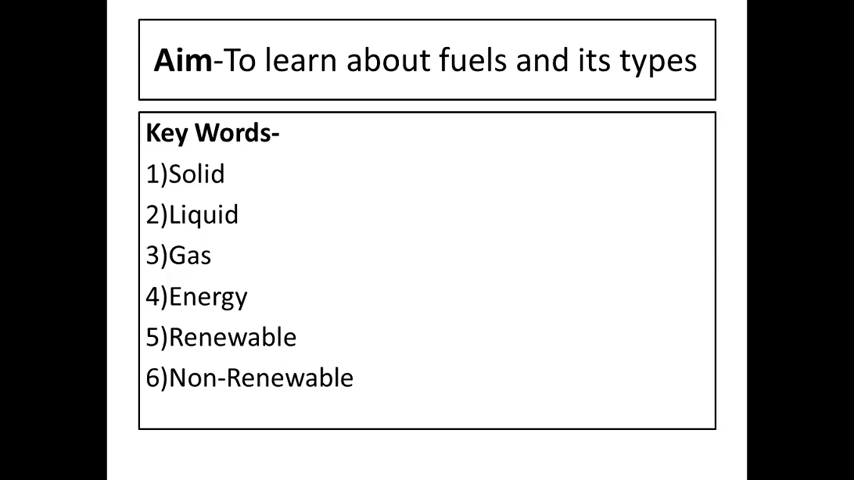 Aim-To learn about fuels and its types
Key Words-
1)Solid
2)Liquid
3)Gas
4)Energy
5)Renewable
6)Non-Renewable